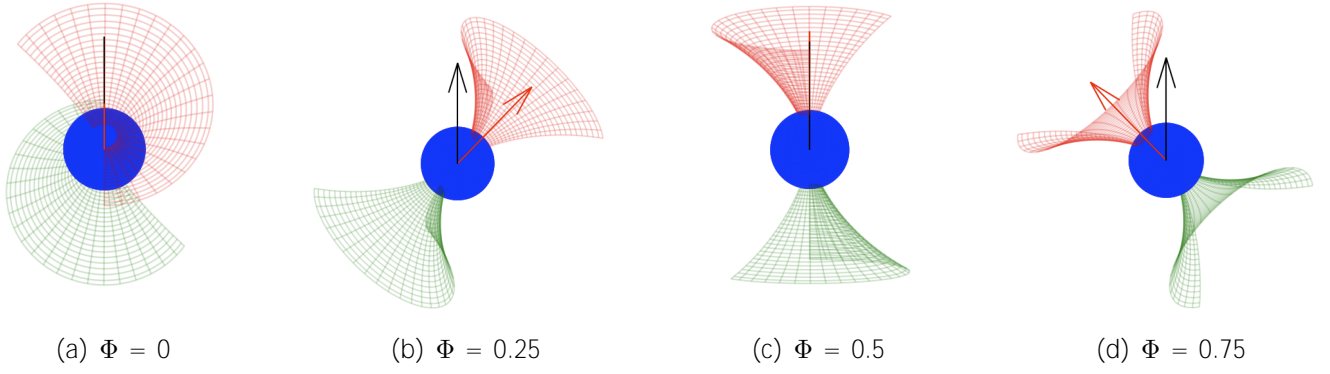 (a) Φ = 0
(b) Φ = 0.25
(c) Φ = 0.5
(d) Φ = 0.75